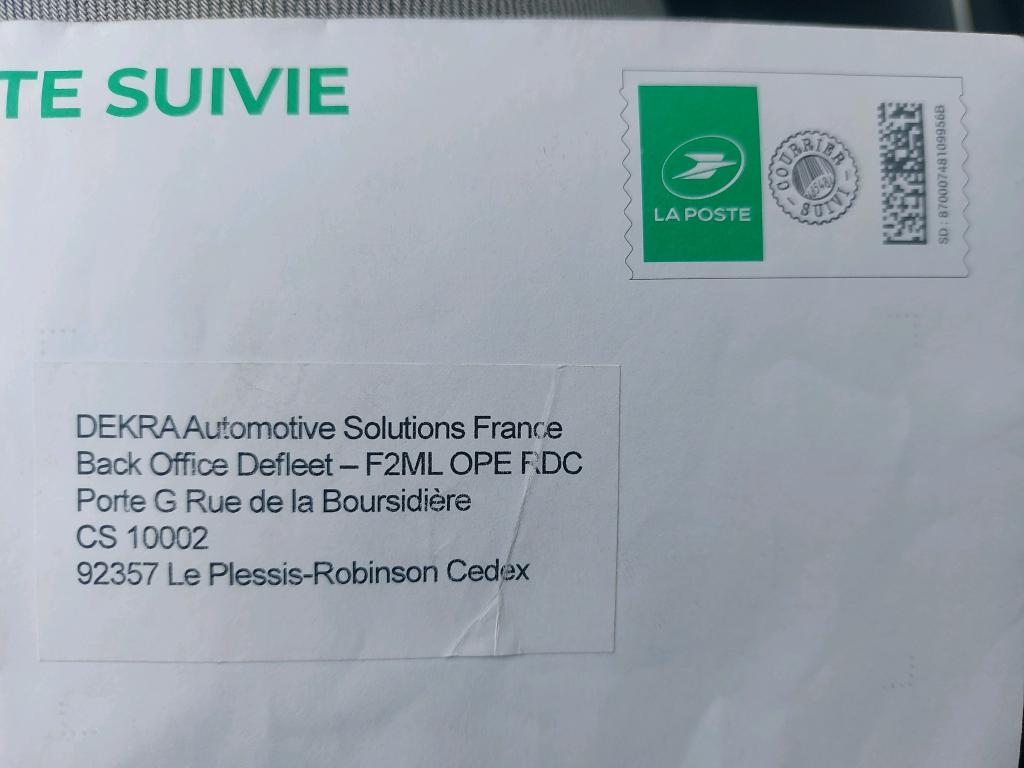 TE SUIVIE
LA POSTE
COURRIER
SUIVI
SD : 87000748109956B
DEKRA Automotive Solutions France
Back Office Defleet – F2ML OPE RDC
Porte G Rue de la Boursidière
CS 10002
92357 Le Plessis-Robinson Cedex